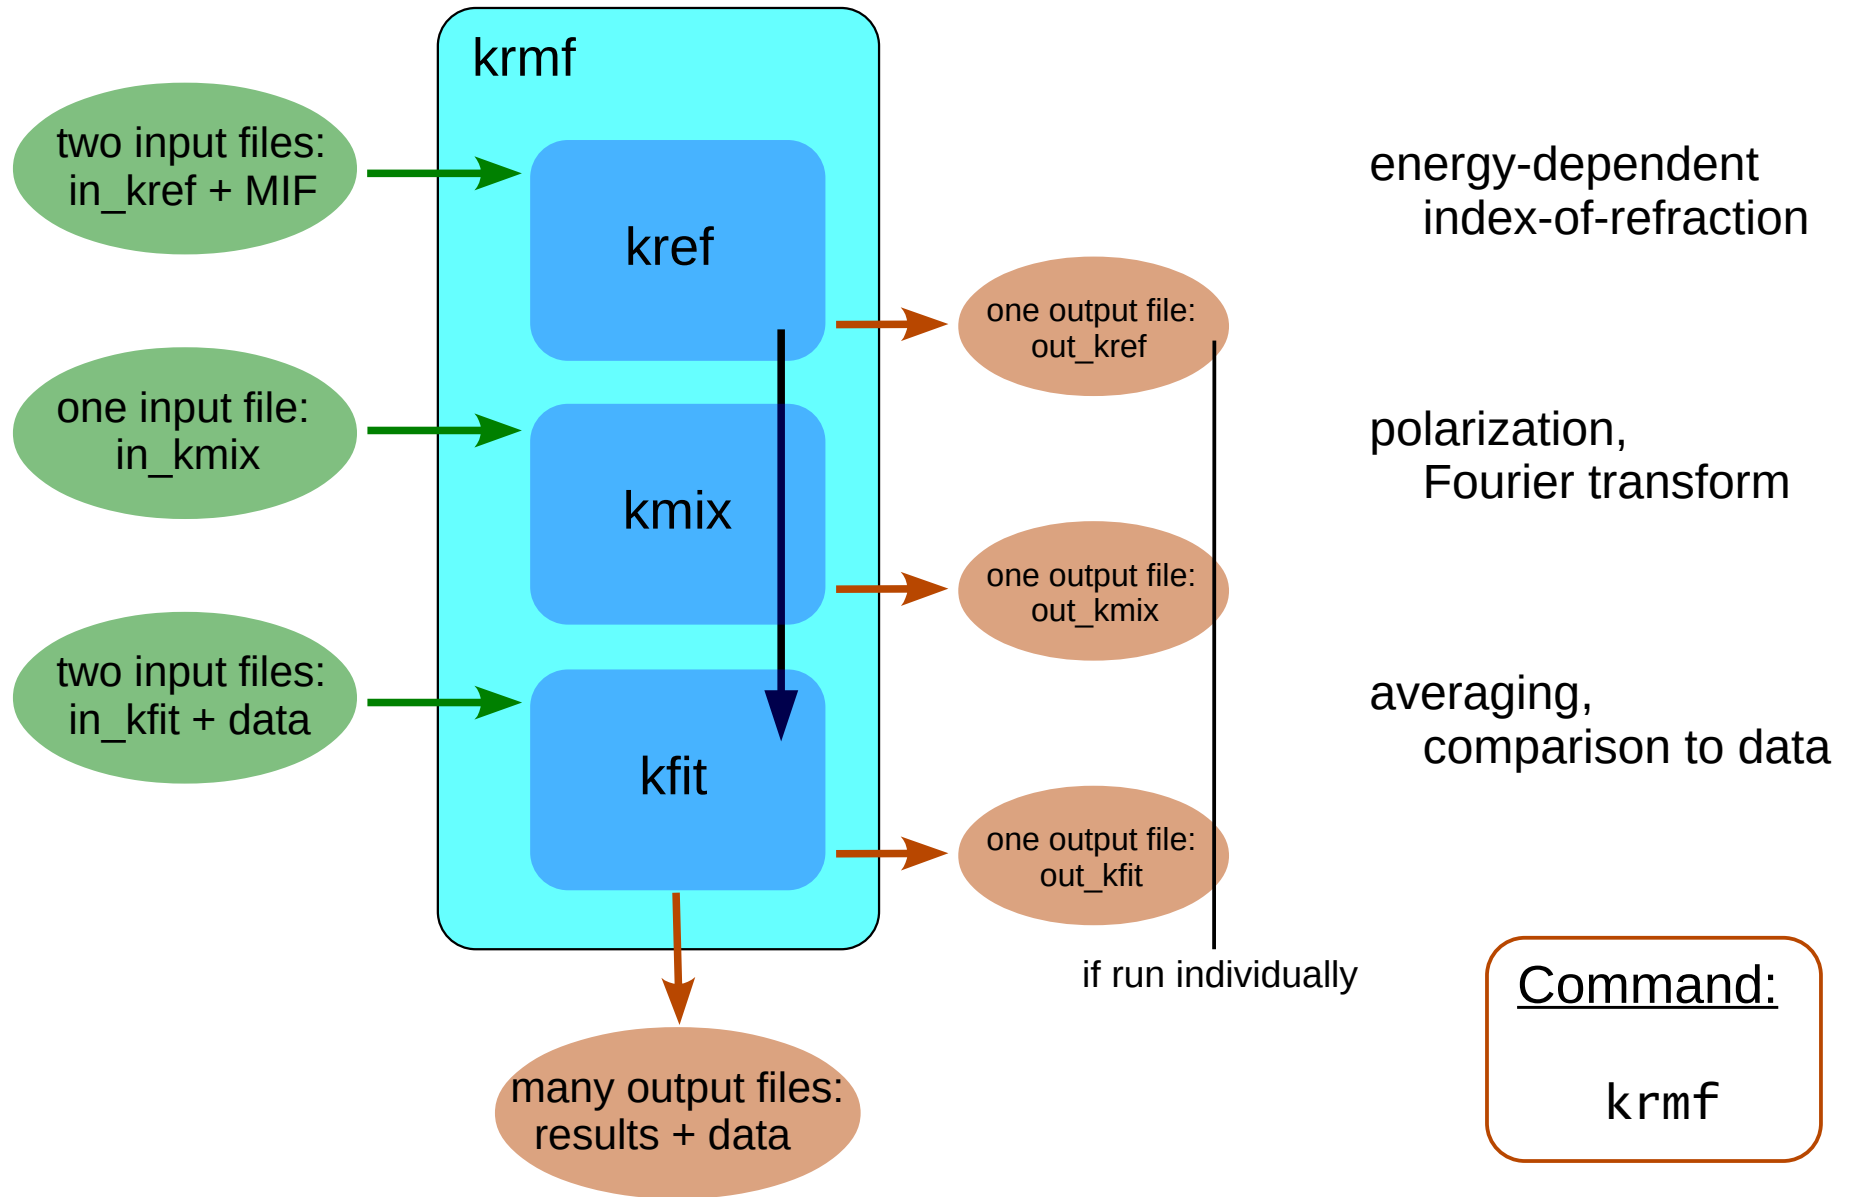 krmf
two input files:
in_kref + MIF
kref
energy-dependent
index-of-refraction
one output file:
out_kref
one input file:
in_kmix
kmix
polarization,
Fourier transform
one output file:
out_kmix
two input files:
in_kfit + data
kfit
averaging,
comparison to data
one output file:
out_kfit
if run individually
many output files:
results + data
Command:
krmf